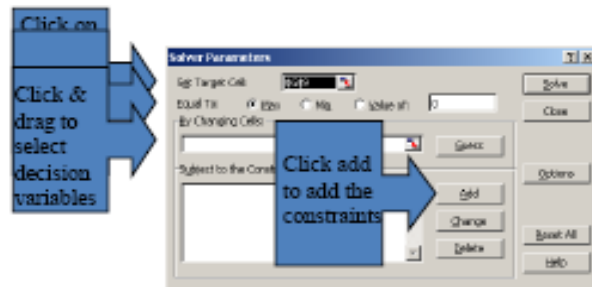 Click on
Click &
drag to
select
decision
variables
Solver Parameters
Set Target Cell:
Solve
Equal To: Max Min Value of: 0
Close
By Changing Cells:
Guess
Subject to the Const
Click add
to add the
constraints
Options
Add
Change
Delete
Reset All
Help